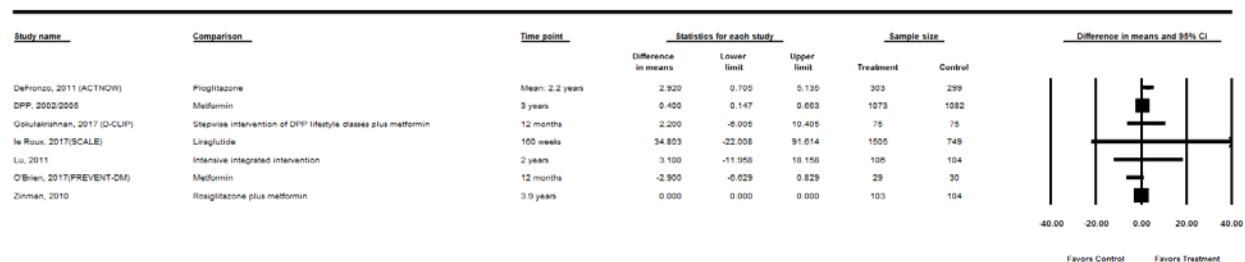 Study name Comparison Time point Statistics for each study Sample size Difference in means and 95% CI
Difference in means Lower limit Upper limit Treatment Control
DeFronzo, 2011 (ACTNOW) Pioglitazone Mean: 2.2 years 2.920 0.705 5.135 303 299
DPP, 2002/2005 Metformin 3 years 0.400 0.147 0.653 1073 1082
Gokulakrishnan, 2017 (D-CLIP) Stepwise intervention of DPP lifestyle classes plus metformin 12 months 2.200 -6.005 10.405 75 75
le Roux, 2017(SCALE) Liraglutide 160 weeks 34.803 -22.008 91.614 1505 749
Lu, 2011 Intensive integrated intervention 2 years 3.100 -11.958 18.158 106 104
O'Brien, 2017(PREVENT-DM) Metformin 12 months -2.900 -6.629 0.829 29 30
Zinman, 2010 Rosiglitazone plus metformin 3.9 years 0.000 0.000 0.000 103 104
-40.00 -20.00 0.00 20.00 40.00
Favors Control Favors Treatment